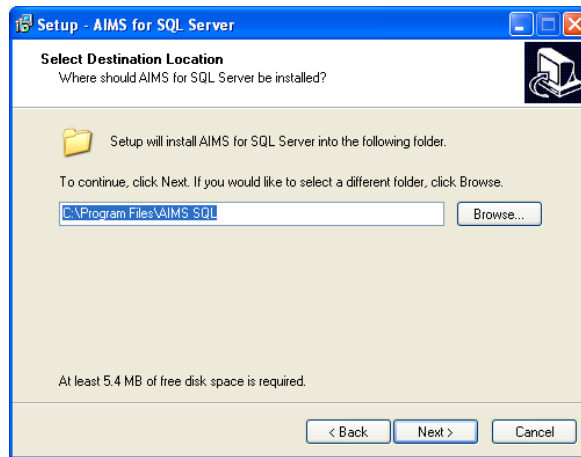 Setup - AIMS for SQL Server
Select Destination Location
Where should AIMS for SQL Server be installed?
Setup will install AIMS for SQL Server into the following folder.
To continue, click Next. If you would like to select a different folder, click Browse.
C:\Program Files\AIMS SQL
Browse...
At least 5.4 MB of free disk space is required.
< Back
Next >
Cancel